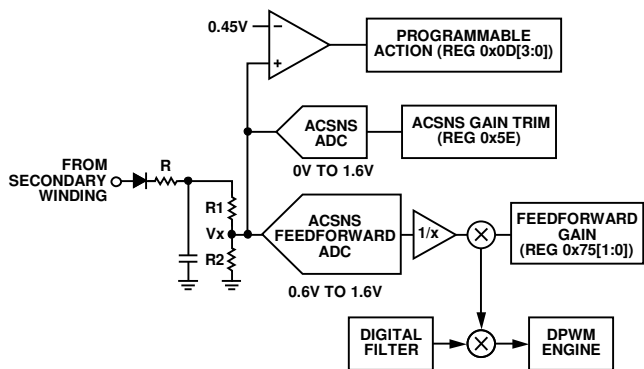 0.45V
−
+
PROGRAMMABLE
ACTION (REG 0x0D[3:0])
ACSNS
ADC
0V TO 1.6V
ACSNS GAIN TRIM
(REG 0x5E)
FROM
SECONDARY
WINDING
R
R1
Vx
R2
ACSNS
FEEDFORWARD
ADC
0.6V TO 1.6V
1/x
×
FEEDFORWARD
GAIN
(REG 0x75[1:0])
DIGITAL
FILTER
×
DPWM
ENGINE